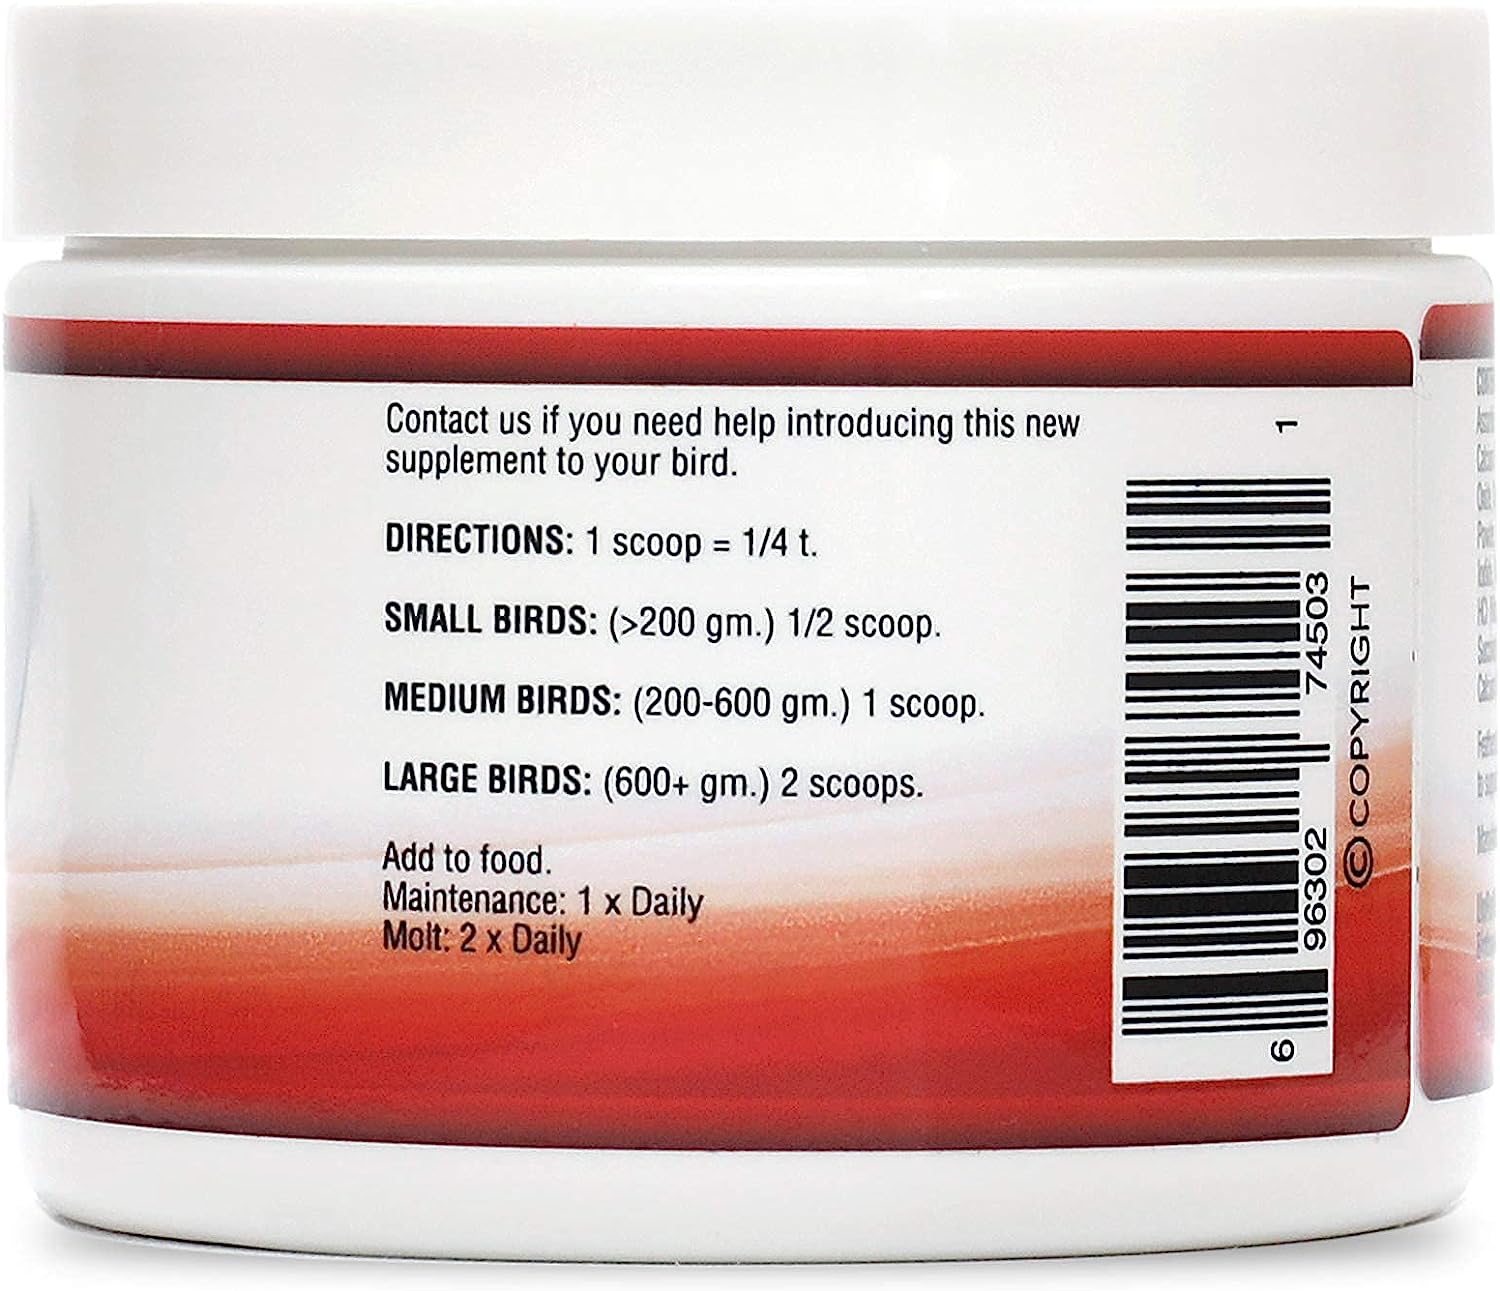 Contact us if you need help introducing this new
supplement to your bird.
DIRECTIONS: 1 scoop = 1/4 t.
SMALL BIRDS: (>200 gm.) 1/2 scoop.
MEDIUM BIRDS: (200-600 gm.) 1 scoop.
LARGE BIRDS: (600+ gm.) 2 scoops.
Add to food.
Maintenance: 1 x Daily
Molt: 2 x Daily
6 96302 74503 1
© COPYRIGHT